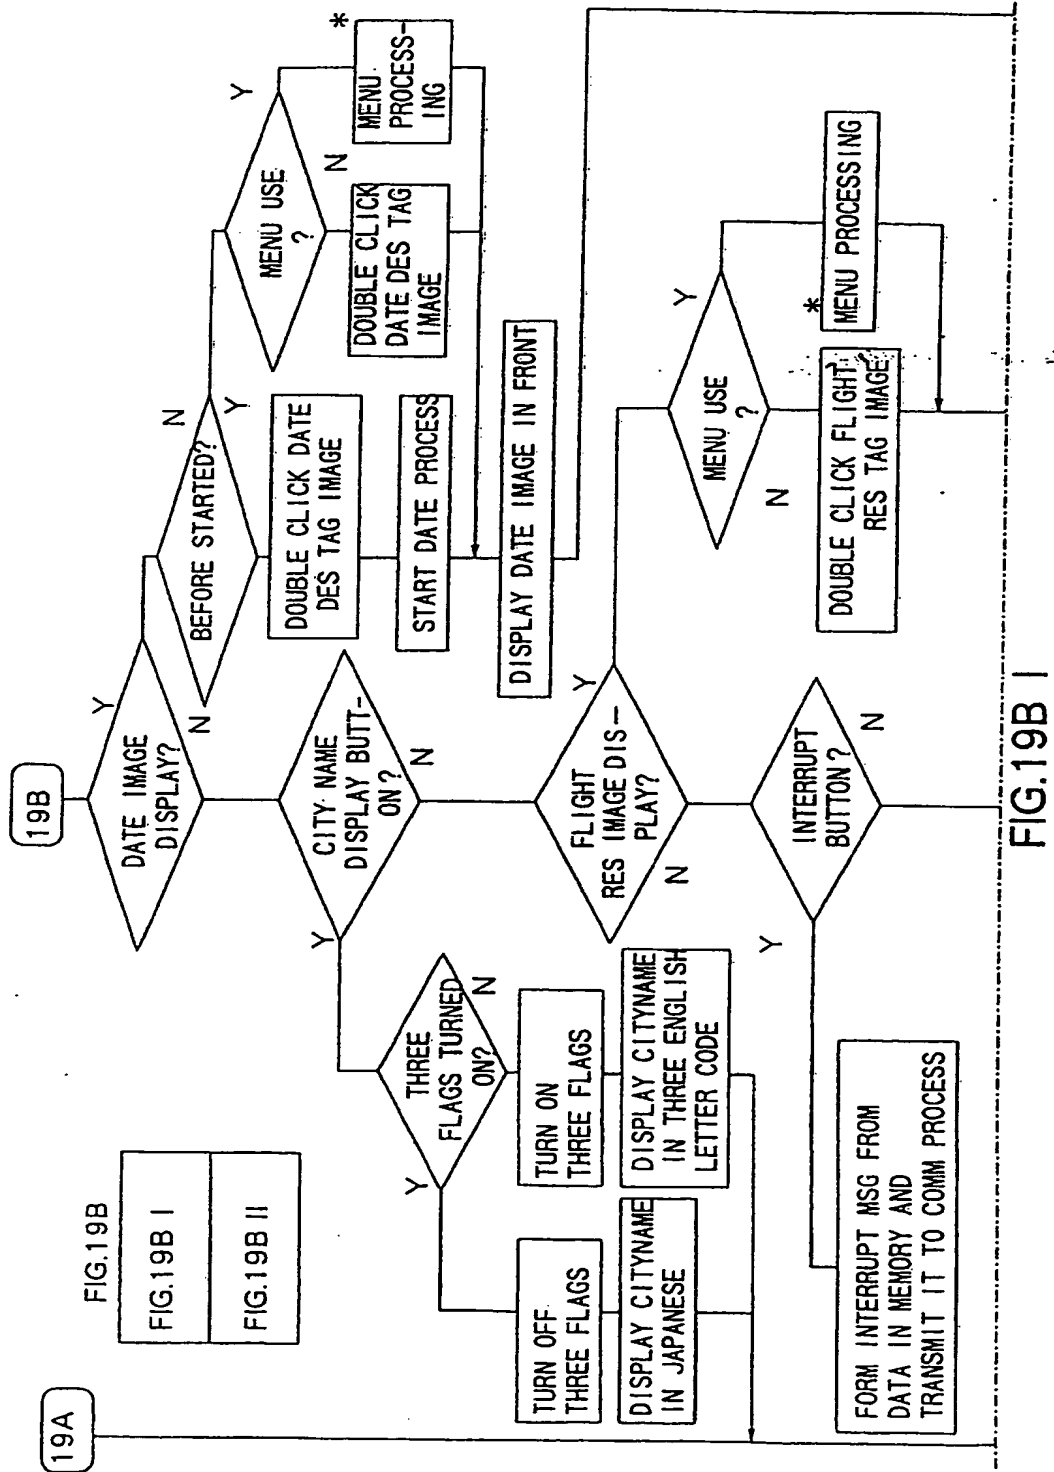 19A
FIG.19B
FIG.19B I
FIG.19B II
19B
DATE IMAGE
DISPLAY?
Y
N
BEFORE STARTED?
N
Y
MENU USE
?
Y
N
*
MENU
PROCESS-
ING
DOUBLE CLICK
DATE DES TAG
IMAGE
DOUBLE CLICK DATE
DES TAG IMAGE
START DATE PROCESS
DISPLAY DATE IMAGE IN FRONT
CITY NAME
DISPLAY BUTT-
ON?
Y
N
THREE
FLAGS TURNED
ON?
Y
N
TURN OFF
THREE FLAGS
DISPLAY CITYNAME
IN JAPANESE
TURN ON
THREE FLAGS
DISPLAY CITYNAME
IN THREE ENGLISH
LETTER CODE
FLIGHT
RES IMAGE DIS-
PLAY?
Y
N
MENU USE
?
Y
N
*
MENU PROCESSING
DOUBLE CLICK FLIGHT
RES TAG IMAGE
INTERRUPT
BUTTON?
Y
N
FORM INTERRUPT MSG FROM
DATA IN MEMORY AND
TRANSMIT IT TO COMM PROCESS
FIG.19B I